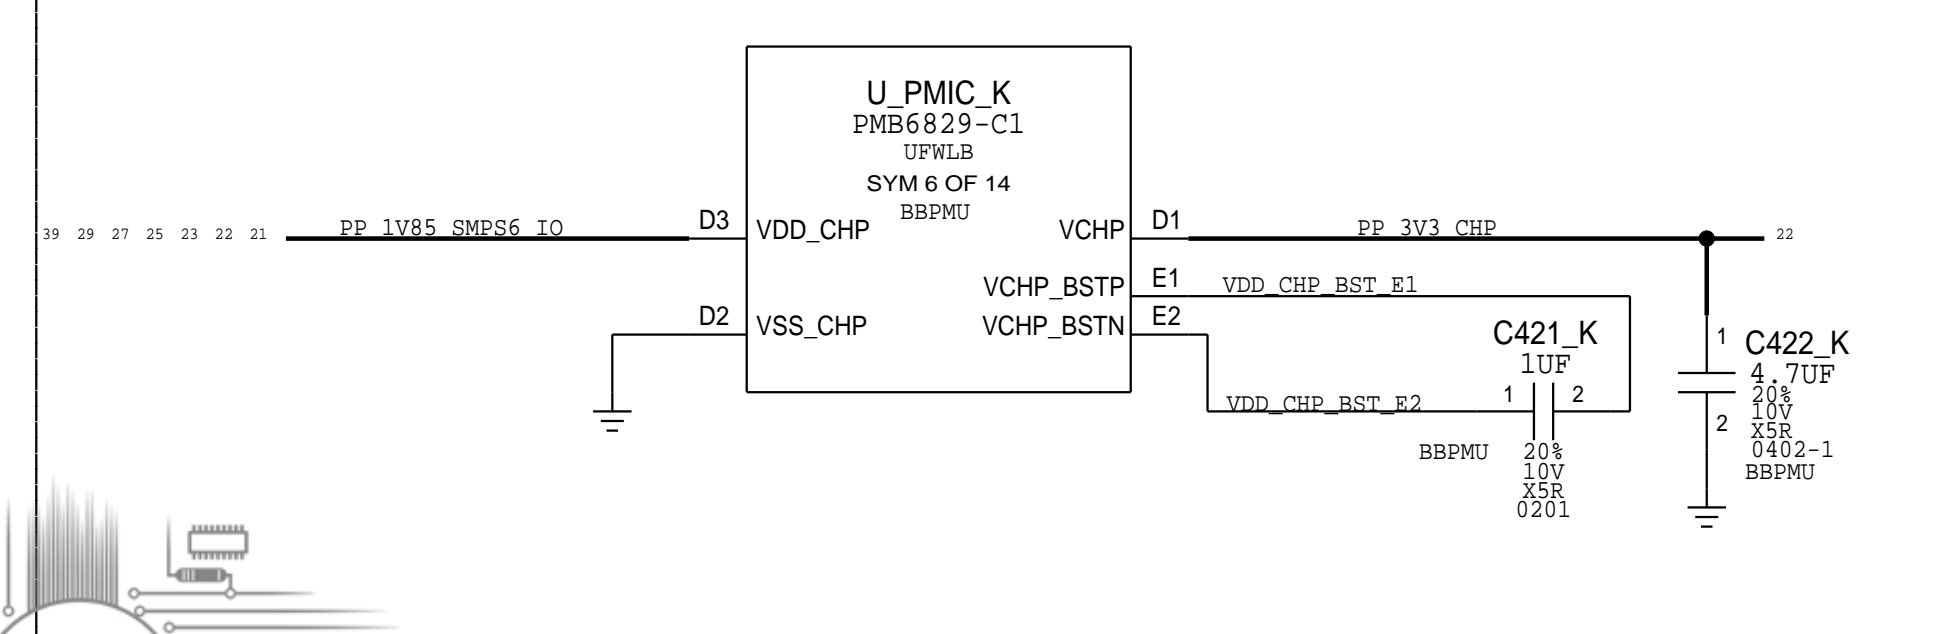 U_PMIC_K
PMB6829-C1
UFWLB
SYM 6 OF 14
BBPMU
39 29 27 25 23 22 21
PP_1V85_SMPS6_IO
D3
VDD_CHP
VCHP
D1
PP_3V3_CHP
22
VCHP_BSTP
E1
VDD_CHP_BST_E1
D2
VSS_CHP
VCHP_BSTN
E2
C421_K
1UF
1
2
VDD_CHP_BST_E2
BBPMU
20%
10V
X5R
0201
1
C422_K
4.7UF
20%
10V
2
X5R
0402-1
BBPMU